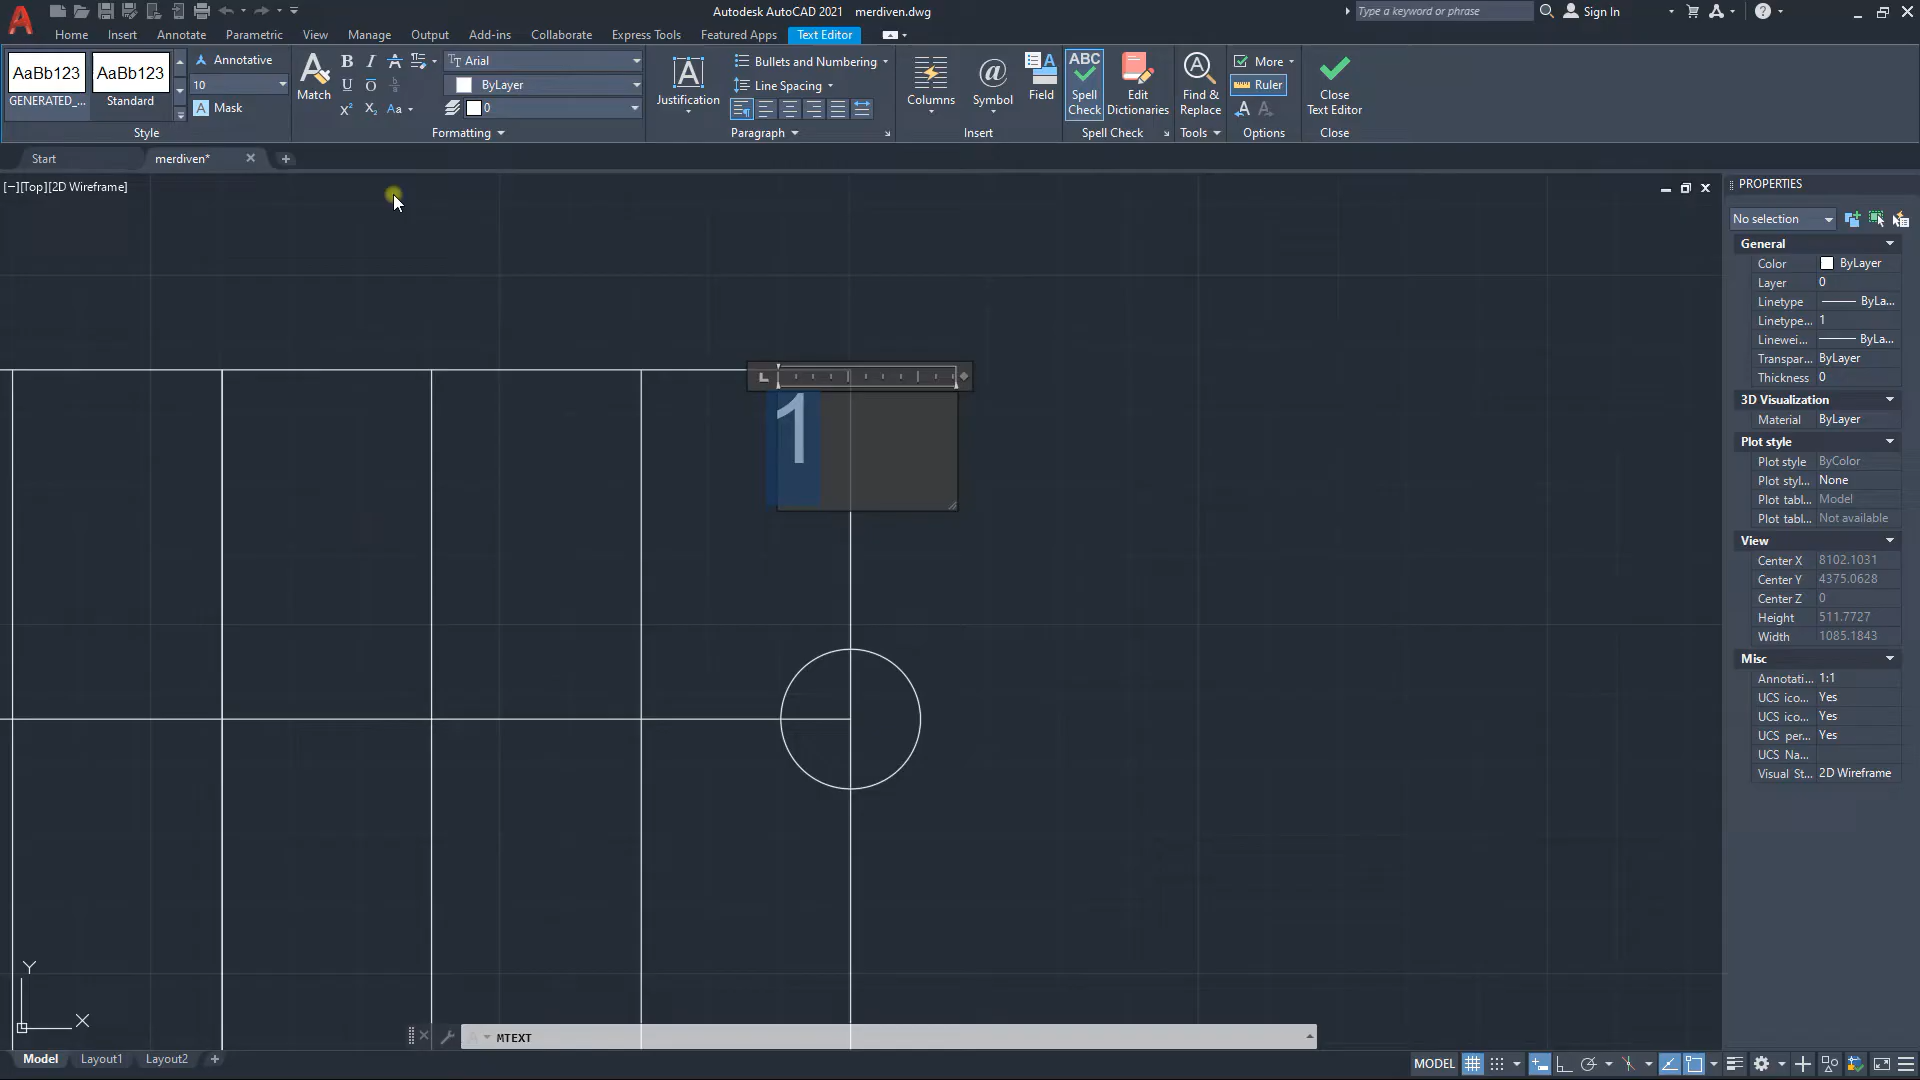 Autodesk AutoCAD 2021 merdiven.dwg
Type a keyword or phrase
Sign In
Home Insert Annotate Parametric View Manage Output Add-ins Collaborate Express Tools Featured Apps Text Editor
AaBb123
GENERATED_...
AaBb123
Standard
Annotative
10
Mask
Style
Match
Arial
ByLayer
0
Formatting
Justification
Bullets and Numbering
Line Spacing
Paragraph
Columns
Symbol
Field
Insert
ABC
Spell
Check
Edit
Dictionaries
Spell Check
Find &
Replace
Tools
More
Ruler
Options
Close
Text Editor
Close
Start
merdiven*
[−][Top][2D Wireframe]
1
Y
X
MTEXT
Model Layout1 Layout2
MODEL
PROPERTIES
No selection
General
Color ByLayer
Layer 0
Linetype ByLa...
Linetype... 1
Linewei... ByLa...
Transpar... ByLayer
Thickness 0
3D Visualization
Material ByLayer
Plot style
Plot style ByColor
Plot styl... None
Plot tabl... Model
Plot tabl... Not available
View
Center X 8102.1031
Center Y 4375.0628
Center Z 0
Height 511.7727
Width 1085.1843
Misc
Annotati... 1:1
UCS ico... Yes
UCS ico... Yes
UCS per... Yes
UCS Na...
Visual St... 2D Wireframe